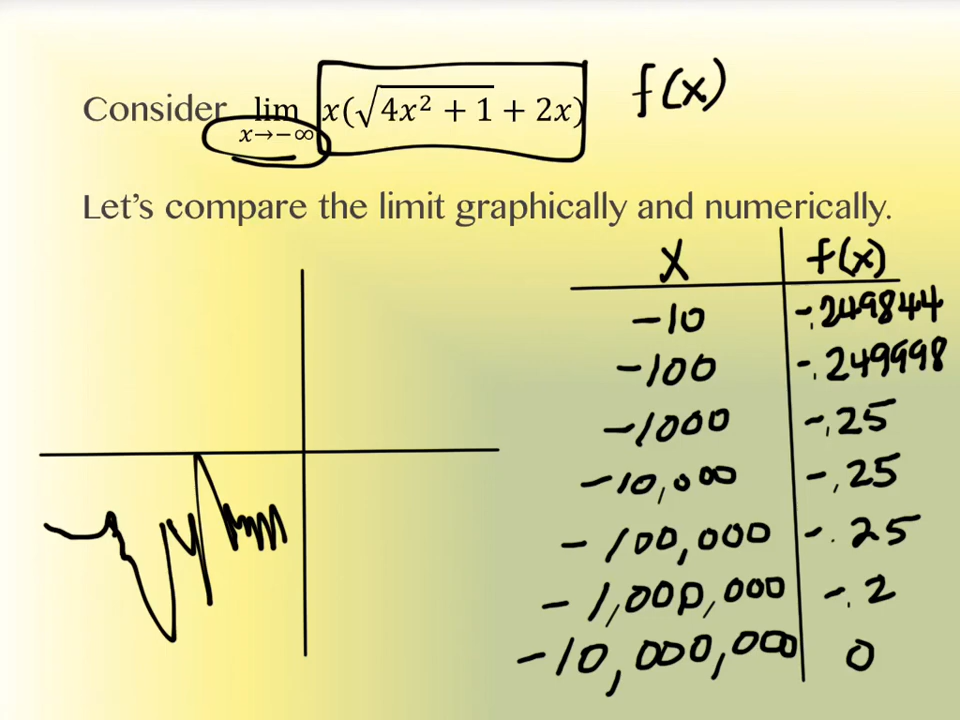 Consider lim x→−∞ x(√4x² + 1 + 2x) f(x)
Let's compare the limit graphically and numerically.
x f(x)
-10 -.249844
-100 -.249998
-1000 -.25
-10,000 -.25
-100,000 -.25
-1,000,000 -.2
-10,000,000 0